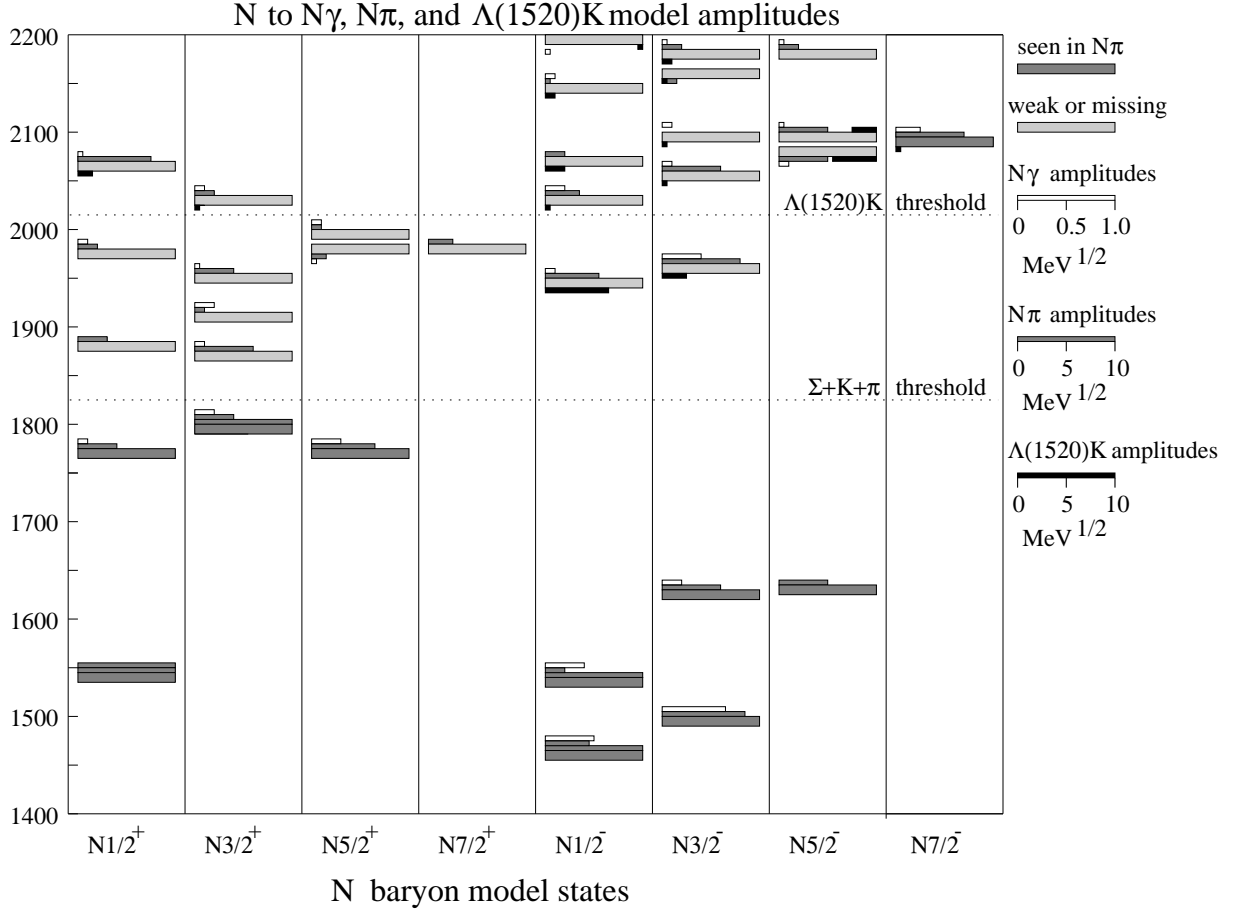 N to Nγ, Nπ, and Λ(1520)K model amplitudes
2200
2100
2000
1900
1800
1700
1600
1500
1400
Λ(1520)K threshold
Σ+K+π threshold
N1/2⁺ N3/2⁺ N5/2⁺ N7/2⁺ N1/2⁻ N3/2⁻ N5/2⁻ N7/2⁻
N baryon model states
seen in Nπ
weak or missing
Nγ amplitudes
0 0.5 1.0
MeV 1/2
Nπ amplitudes
0 5 10
MeV 1/2
Λ(1520)K amplitudes
0 5 10
MeV 1/2